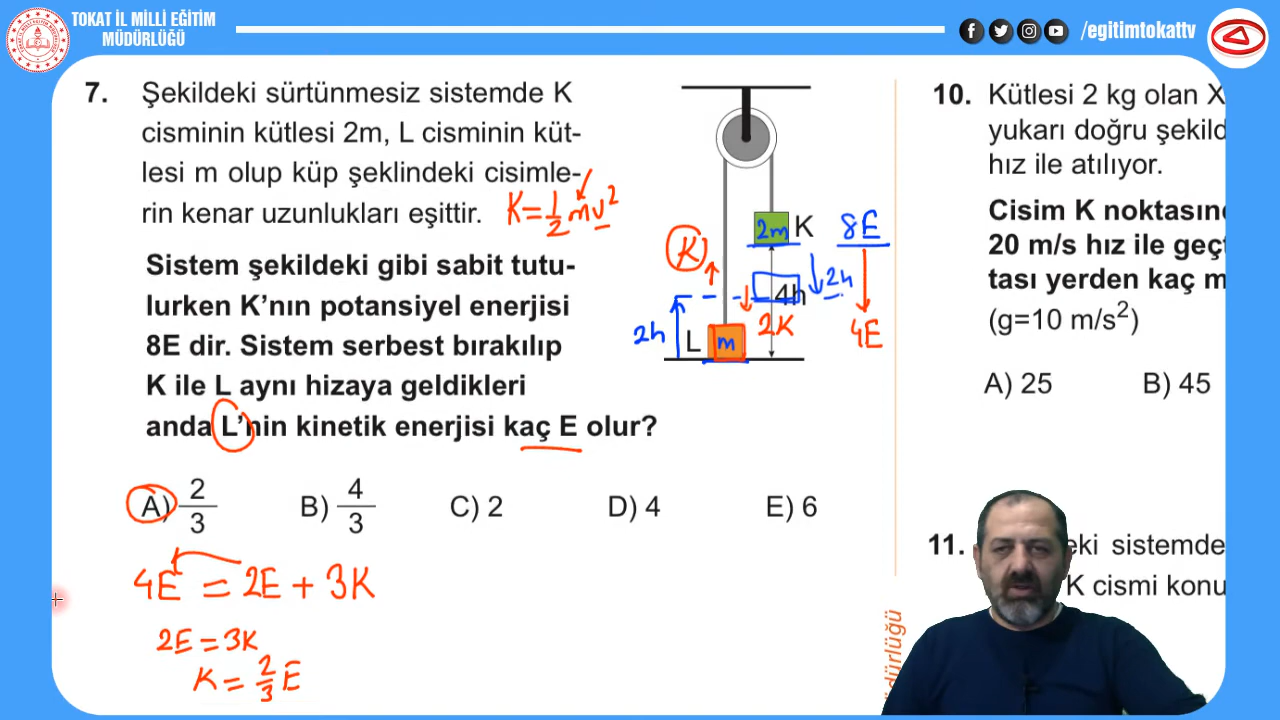 TOKAT İL MİLLİ EĞİTİM
MÜDÜRLÜĞÜ
/egitimtokattv
7. Şekildeki sürtünmesiz sistemde K
cisminin kütlesi 2m, L cisminin küt-
lesi m olup küp şeklindeki cisimle-
rin kenar uzunlukları eşittir.
K = 1/2 mv²
Sistem şekildeki gibi sabit tutu-
lurken K'nın potansiyel enerjisi
8E dir. Sistem serbest bırakılıp
K ile L aynı hizaya geldikleri
anda L'nin kinetik enerjisi kaç E olur?
A) 2/3 B) 4/3 C) 2 D) 4 E) 6
4E = 2E + 3K
2E = 3K
K = 2/3 E
2m K 8E
K
4h 2h
2h L m 2K 4E
10. Kütlesi 2 kg olan X
yukarı doğru şekild
hız ile atılıyor.
Cisim K noktasın
20 m/s hız ile geçt
tası yerden kaç m
(g=10 m/s²)
A) 25 B) 45
11. eki sistemde
K cismi konu
dürlüğü